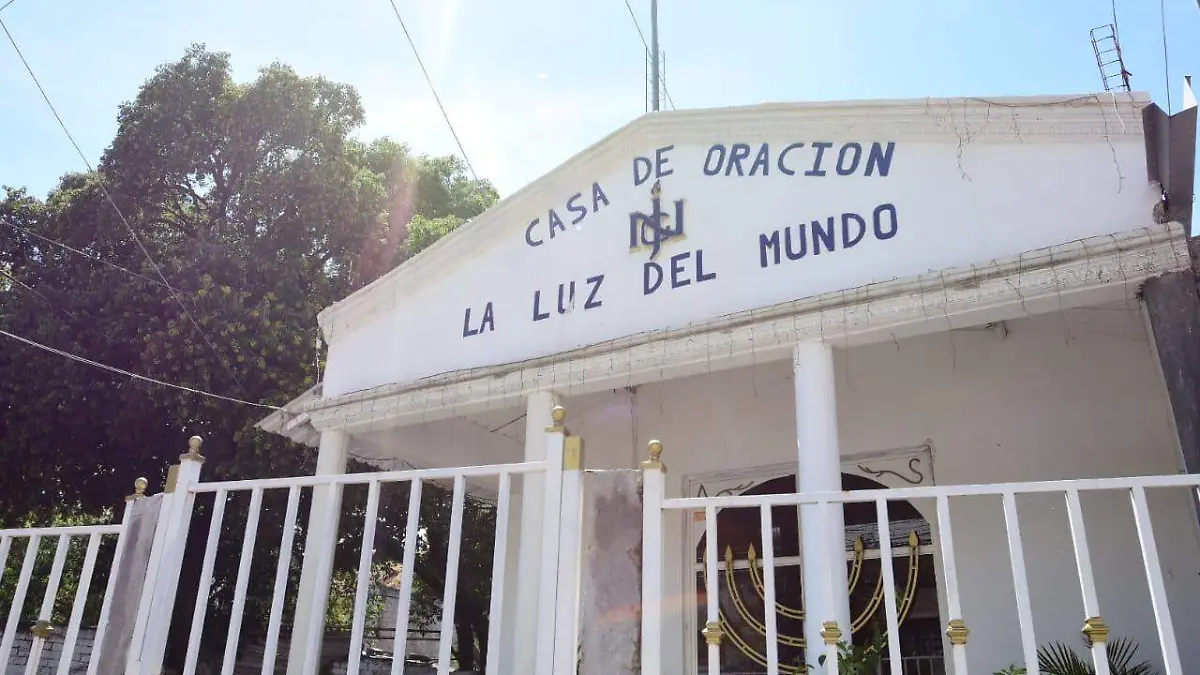 CASA DE ORACION
LA LUZ DEL MUNDO